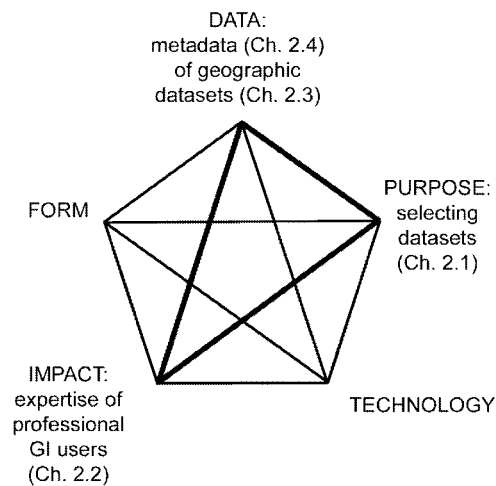 DATA:
metadata (Ch. 2.4)
of geographic
datasets (Ch. 2.3)
FORM
PURPOSE:
selecting
datasets
(Ch. 2.1)
IMPACT:
expertise of
professional
GI users
(Ch. 2.2)
TECHNOLOGY